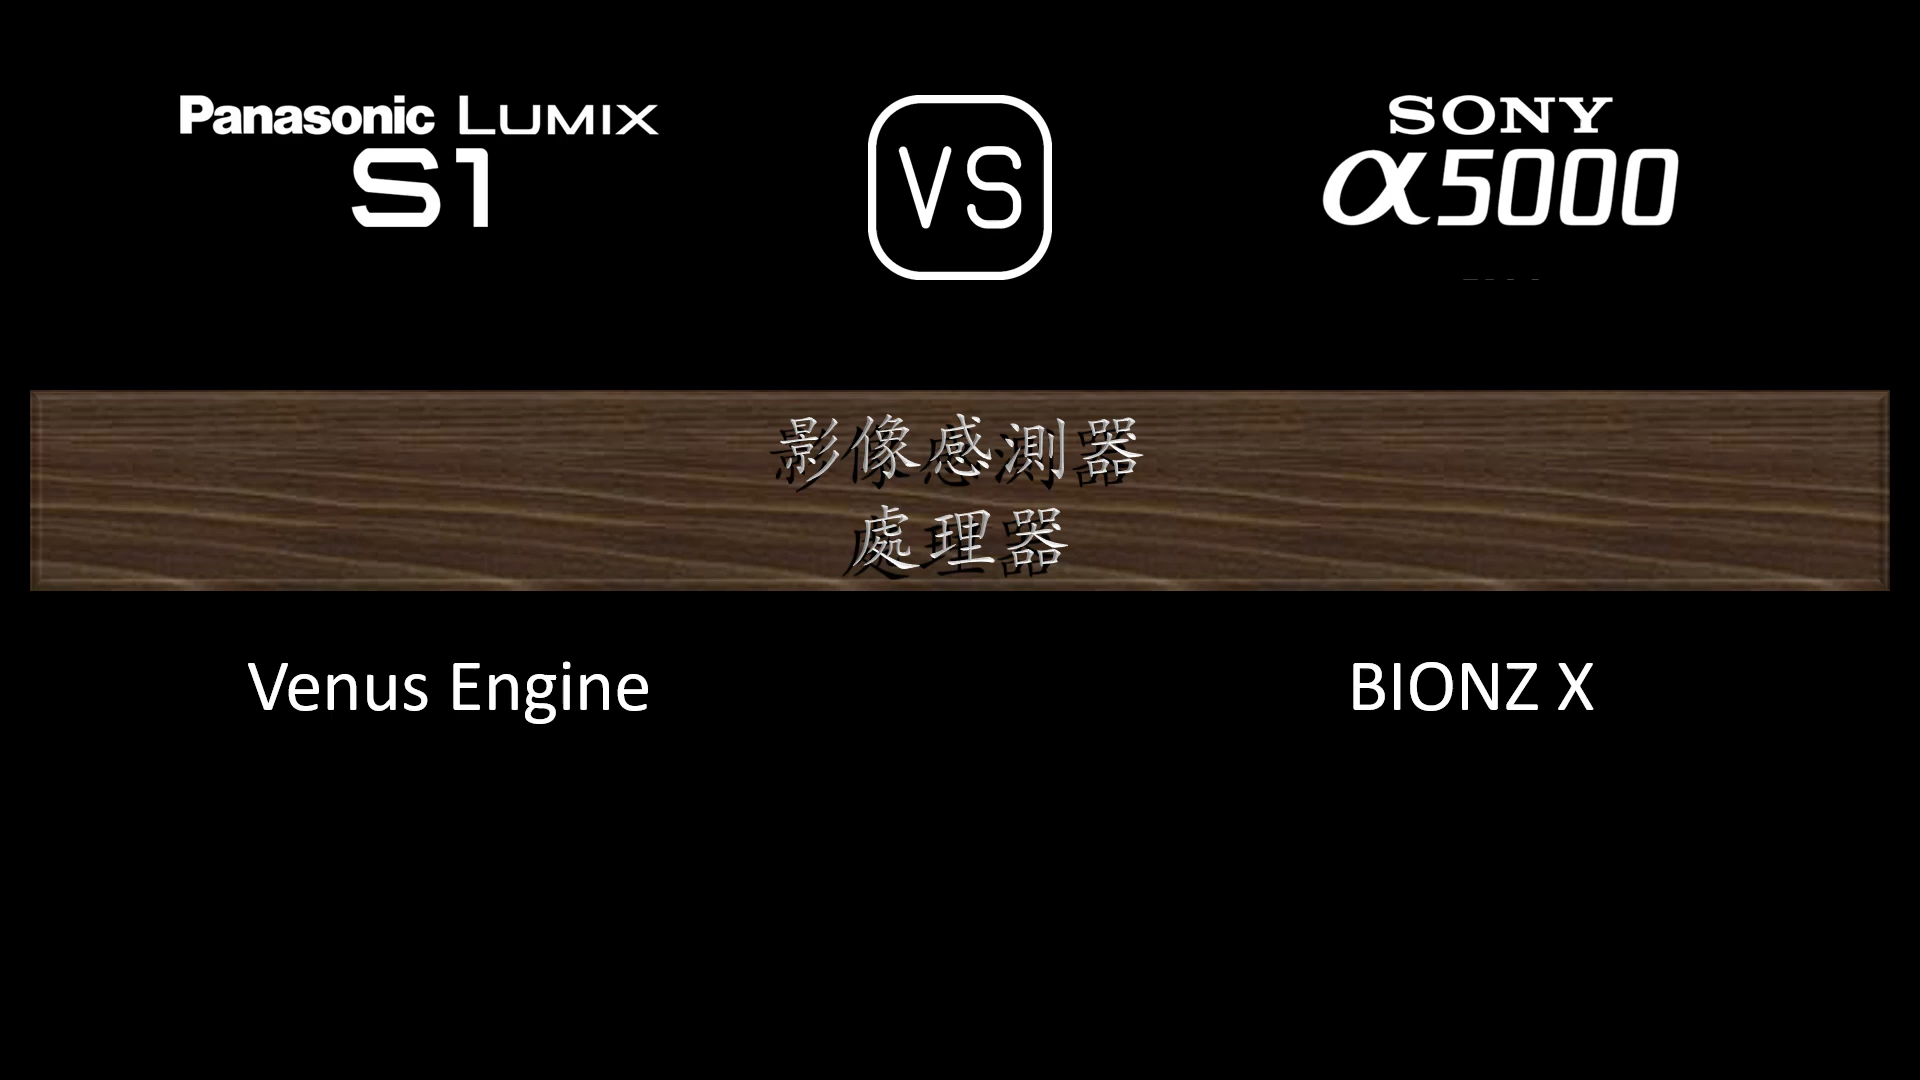 Panasonic LUMIX
S1
VS
SONY
α5000
影像感測器
處理器
Venus Engine
BIONZ X